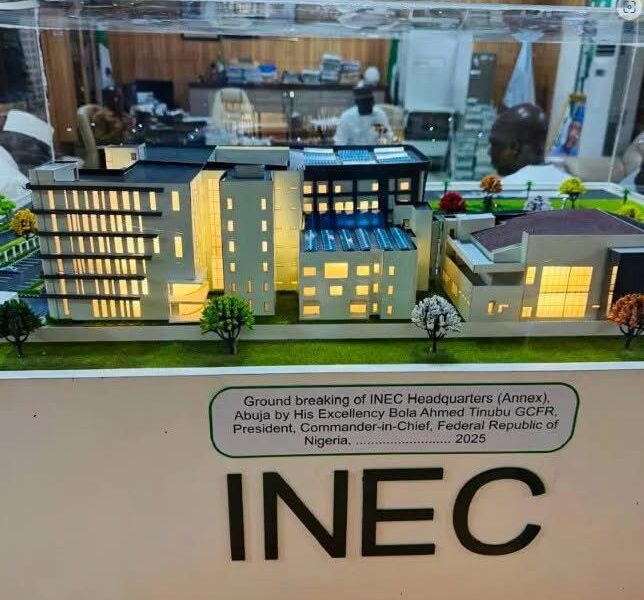 Ground breaking of INEC Headquarters (Annex),
Abuja by His Excellency Bola Ahmed Tinubu GCFR,
President, Commander-in-Chief, Federal Republic of
Nigeria, .......................... 2025
INEC